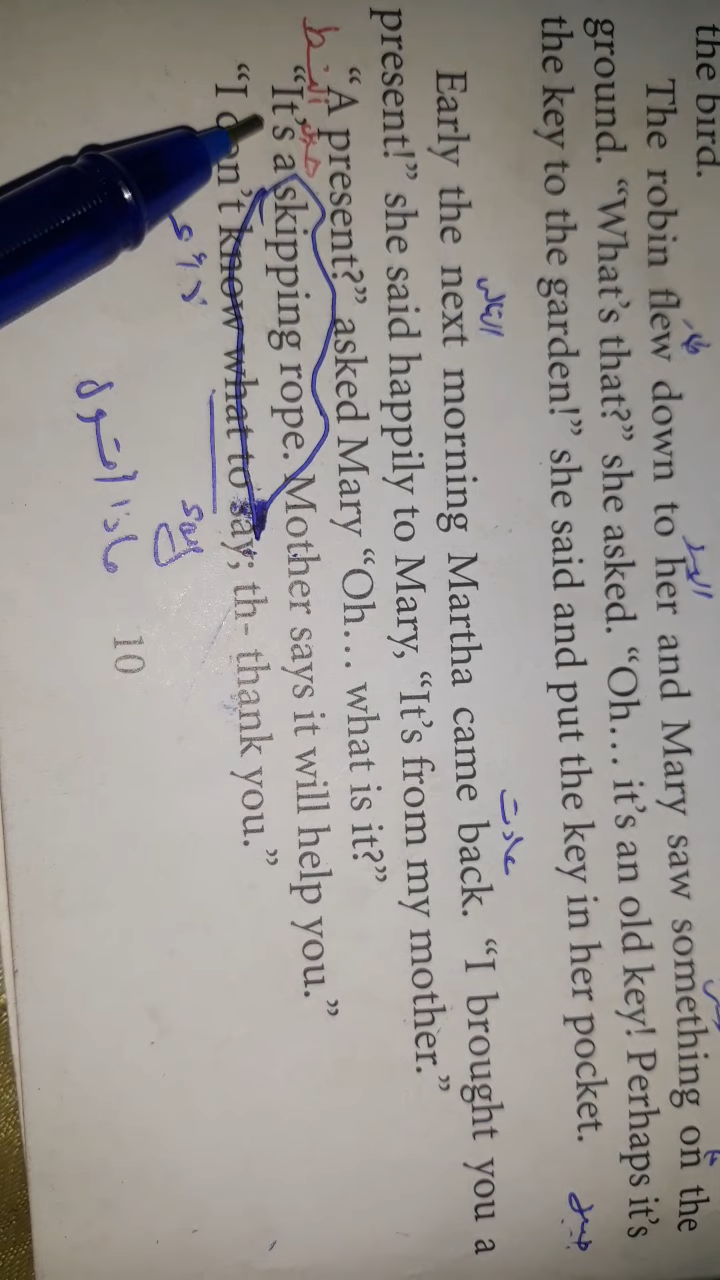 the bird.
The robin flew down to her and Mary saw something on the
ground. “What’s that?” she asked. “Oh... it’s an old key! Perhaps it’s
the key to the garden!” she said and put the key in her pocket.
التالي
Early the next morning Martha came back. “I brought you a
present!” she said happily to Mary, “It’s from my mother.”
“A present?” asked Mary “Oh... what is it?”
“It’s a skipping rope. Mother says it will help you.”
“I don’t know what to say; th- thank you.”
say
ماذا اقول
10